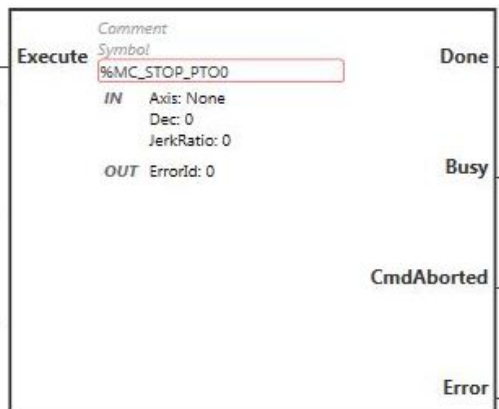 Comment
Execute Symbol Done
%MC_STOP_PTO0
IN Axis: None
Dec: 0
JerkRatio: 0
OUT ErrorId: 0
Busy
CmdAborted
Error